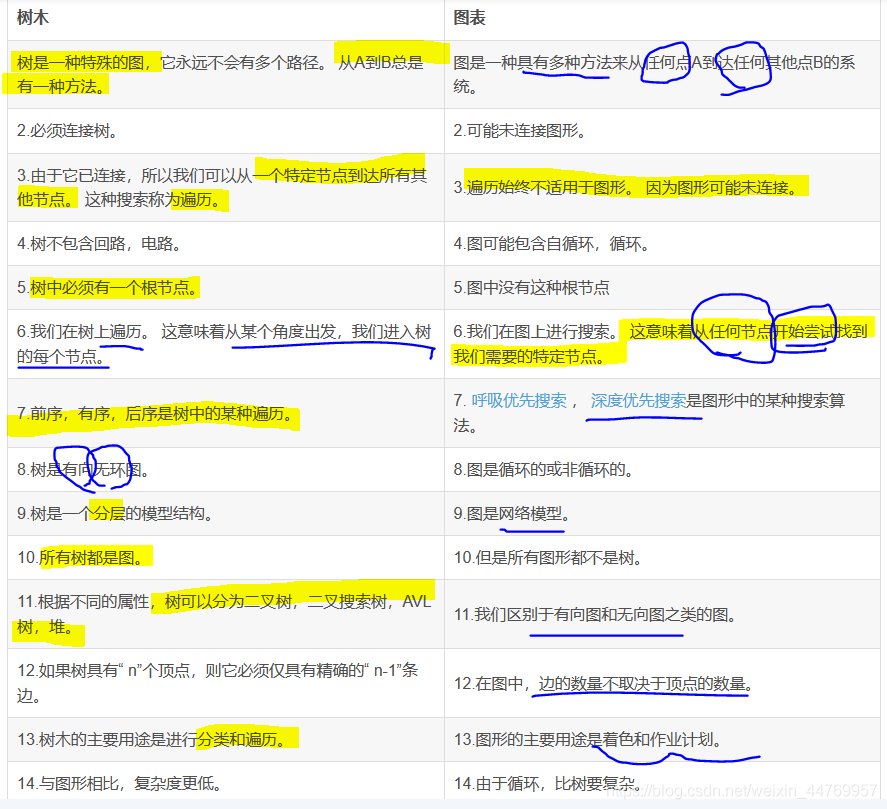 树木
图表
树是一种特殊的图，它永远不会有多个路径。 从A到B总是
有一种方法。
图是一种具有多种方法来从任何点A到达任何其他点B的系
统。
2.必须连接树。
2.可能未连接图形。
3.由于它已连接，所以我们可以从一个特定节点到达所有其
他节点。 这种搜索称为遍历。
3.遍历始终不适用于图形。 因为图形可能未连接。
4.树不包含回路，电路。
4.图可能包含自循环，循环。
5.树中必须有一个根节点。
5.图中没有这种根节点
6.我们在树上遍历。 这意味着从某个角度出发，我们进入树
的每个节点。
6.我们在图上进行搜索。 这意味着从任何节点开始尝试找到
我们需要的特定节点。
7.前序，有序，后序是树中的某种遍历。
7. 呼吸优先搜索 ， 深度优先搜索是图形中的某种搜索算
法。
8.树是有向无环图。
8.图是循环的或非循环的。
9.树是一个分层的模型结构。
9.图是网络模型。
10.所有树都是图。
10.但是所有图形都不是树。
11.根据不同的属性，树可以分为二叉树，二叉搜索树，AVL
树，堆。
11.我们区别于有向图和无向图之类的图。
12.如果树具有“ n”个顶点，则它必须仅具有精确的“ n-1”条
边。
12.在图中，边的数量不取决于顶点的数量。
13.树木的主要用途是进行分类和遍历。
13.图形的主要用途是着色和作业计划。
14.与图形相比，复杂度更低。
14.由于循环，比树要复杂。
https://blog.csdn.net/weixin_44769957